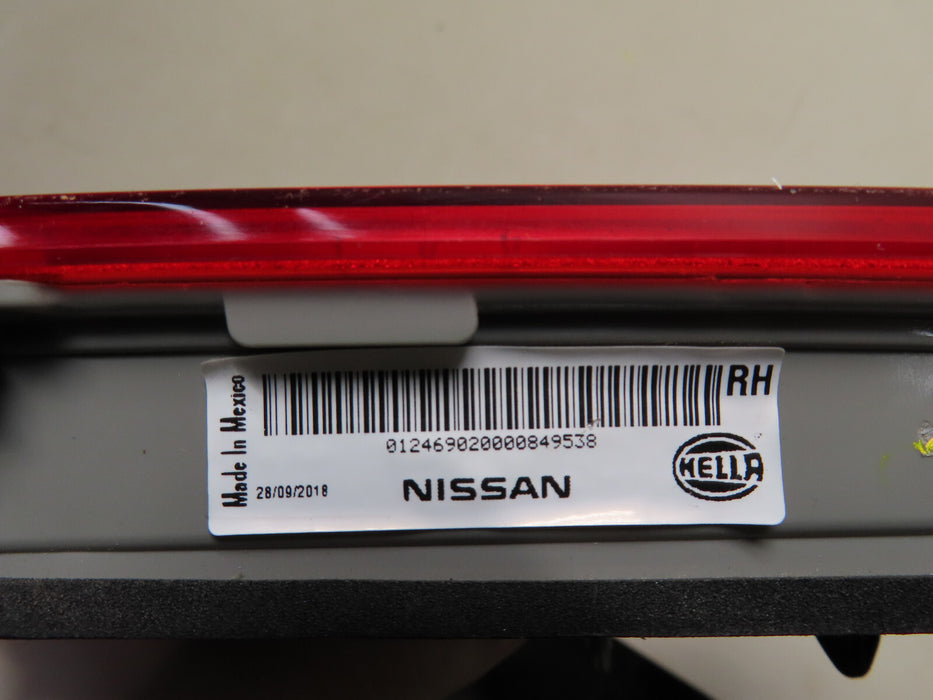 Made In Mexico
RH
012469020000849538
HELLA
28/09/2018
NISSAN